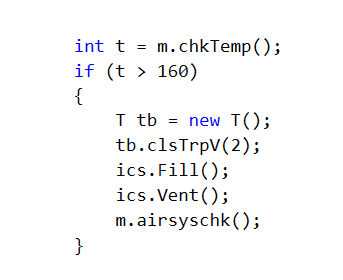 int t = m.chkTemp();
if (t > 160)
{
    T tb = new T();
    tb.clsTrpV(2);
    ics.Fill();
    ics.Vent();
    m.airsyschk();
}